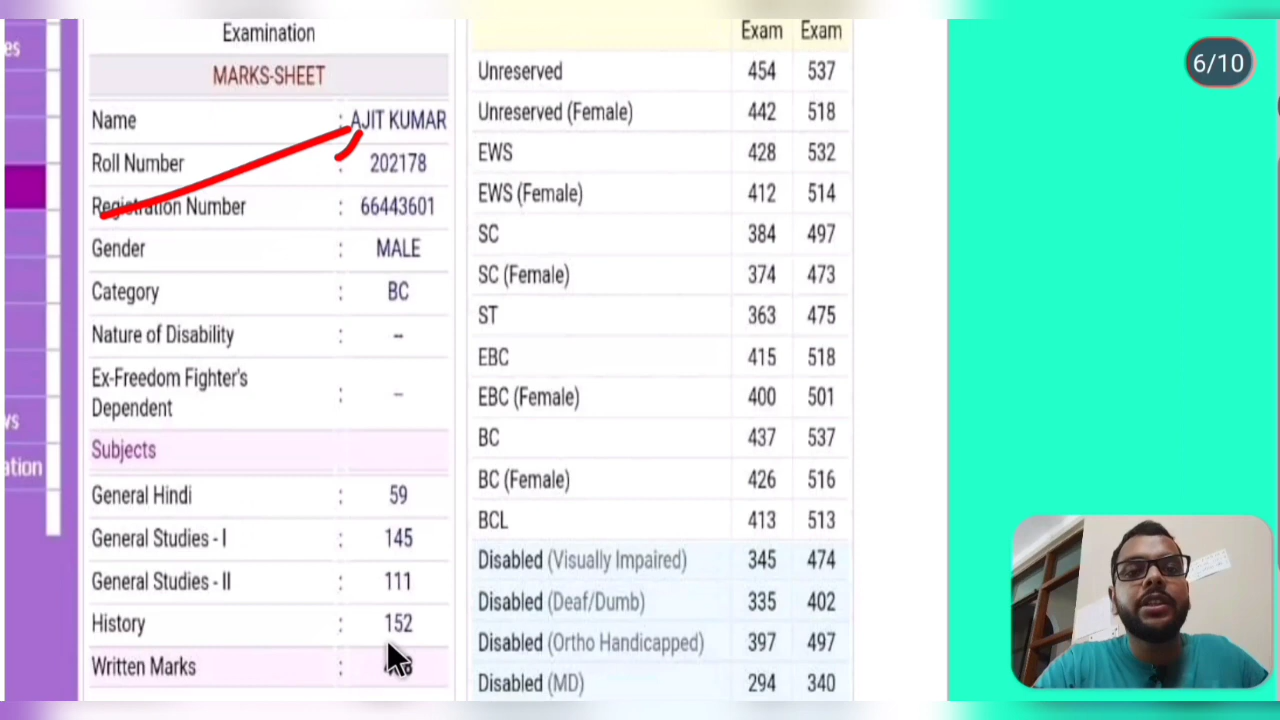 es
ws
ation
Examination
MARKS-SHEET
Name : AJIT KUMAR
Roll Number : 202178
Registration Number : 66443601
Gender : MALE
Category : BC
Nature of Disability : --
Ex-Freedom Fighter's
Dependent : --
Subjects
General Hindi : 59
General Studies - I : 145
General Studies - II : 111
History : 152
Written Marks :
Exam Exam
Unreserved 454 537
Unreserved (Female) 442 518
EWS 428 532
EWS (Female) 412 514
SC 384 497
SC (Female) 374 473
ST 363 475
EBC 415 518
EBC (Female) 400 501
BC 437 537
BC (Female) 426 516
BCL 413 513
Disabled (Visually Impaired) 345 474
Disabled (Deaf/Dumb) 335 402
Disabled (Ortho Handicapped) 397 497
Disabled (MD) 294 340
6/10